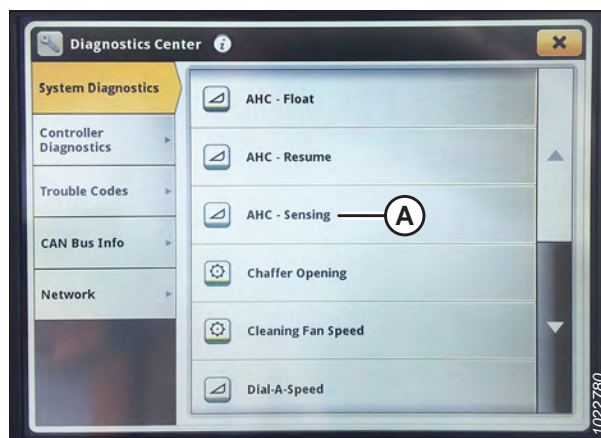 Diagnostics Center
System Diagnostics
AHC - Float
Controller
Diagnostics
AHC - Resume
Trouble Codes
AHC - Sensing
A
CAN Bus Info
Chaffer Opening
Network
Cleaning Fan Speed
Dial-A-Speed
1022780